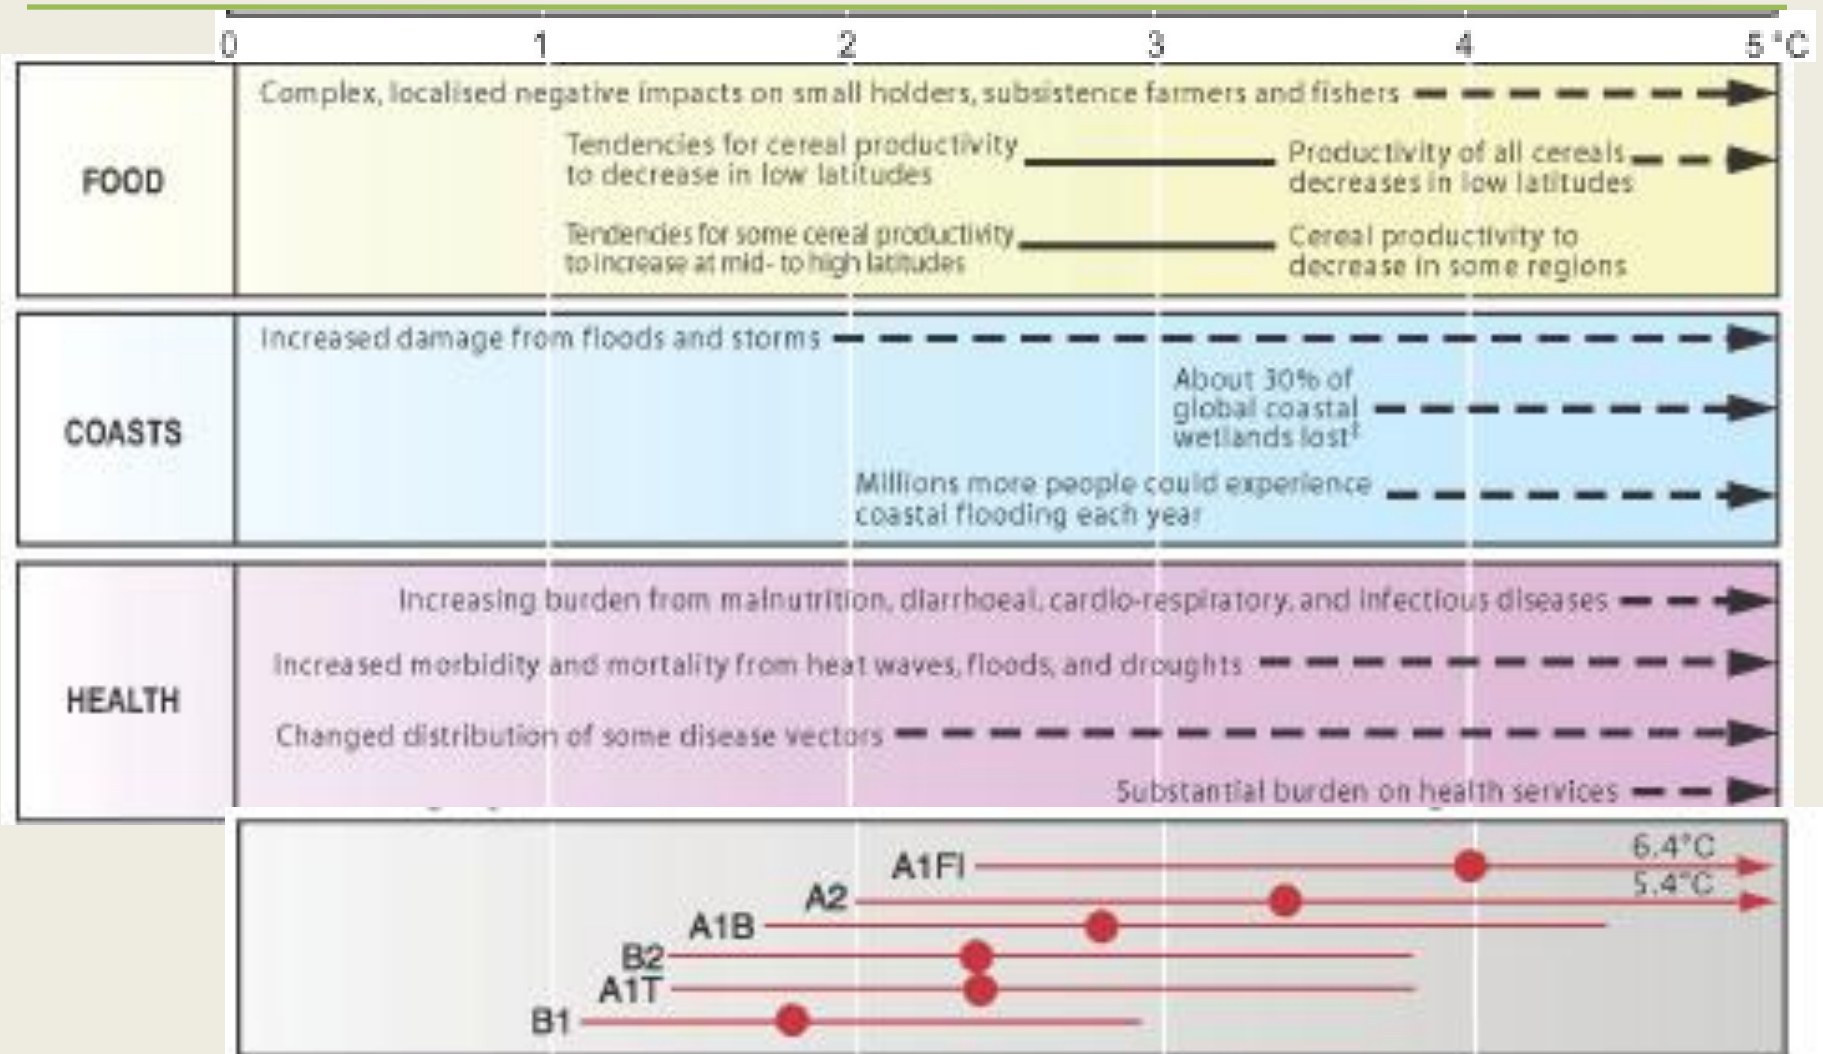 0 1 2 3 4 5 °C
FOOD
Complex, localised negative impacts on small holders, subsistence farmers and fishers
Tendencies for cereal productivity
to decrease in low latitudes
Productivity of all cereals
decreases in low latitudes
Tendencies for some cereal productivity
to increase at mid- to high latitudes
Cereal productivity to
decrease in some regions
COASTS
Increased damage from floods and storms
About 30% of
global coastal
wetlands lost‡
Millions more people could experience
coastal flooding each year
HEALTH
Increasing burden from malnutrition, diarrhoeal, cardio-respiratory, and infectious diseases
Increased morbidity and mortality from heat waves, floods, and droughts
Changed distribution of some disease vectors
Substantial burden on health services
A1FI
6.4°C
A2
5.4°C
A1B
B2
A1T
B1